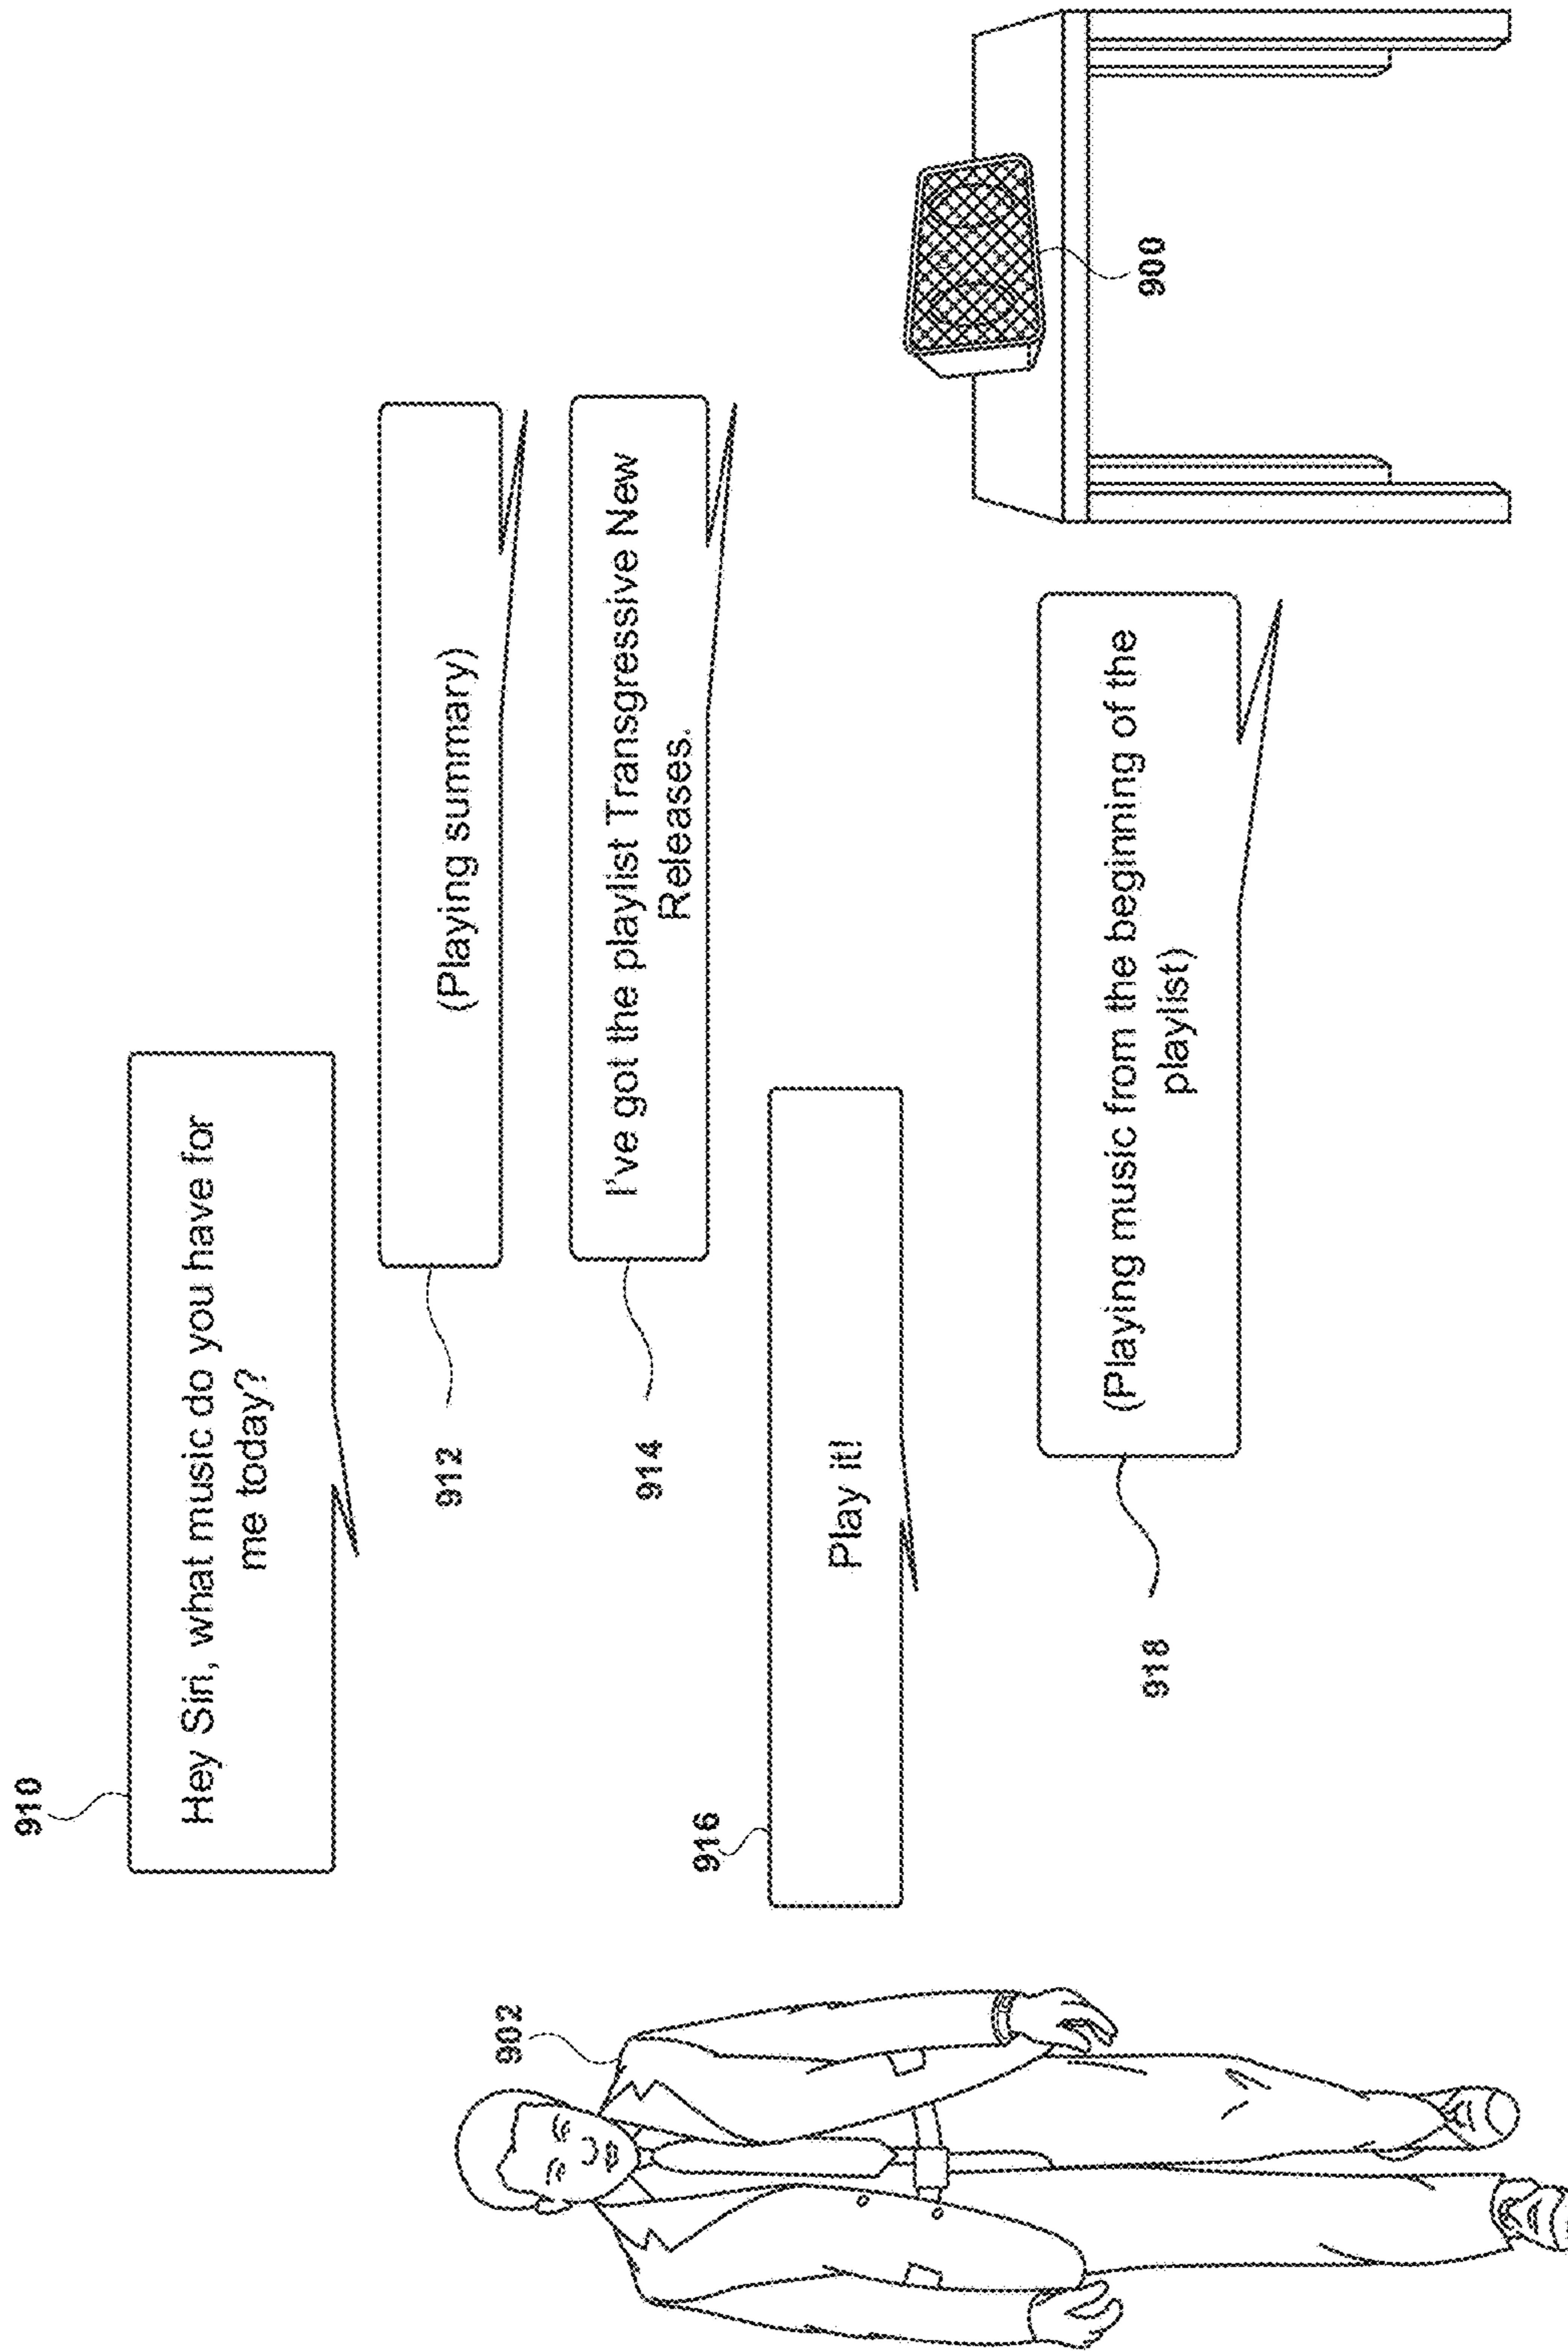 910
Hey Siri, what music do you have for
me today?
912
(Playing summary)
914
I've got the playlist Transgressive New
Releases.
916
Play it!
918
(Playing music from the beginning of the
playlist)
902
900